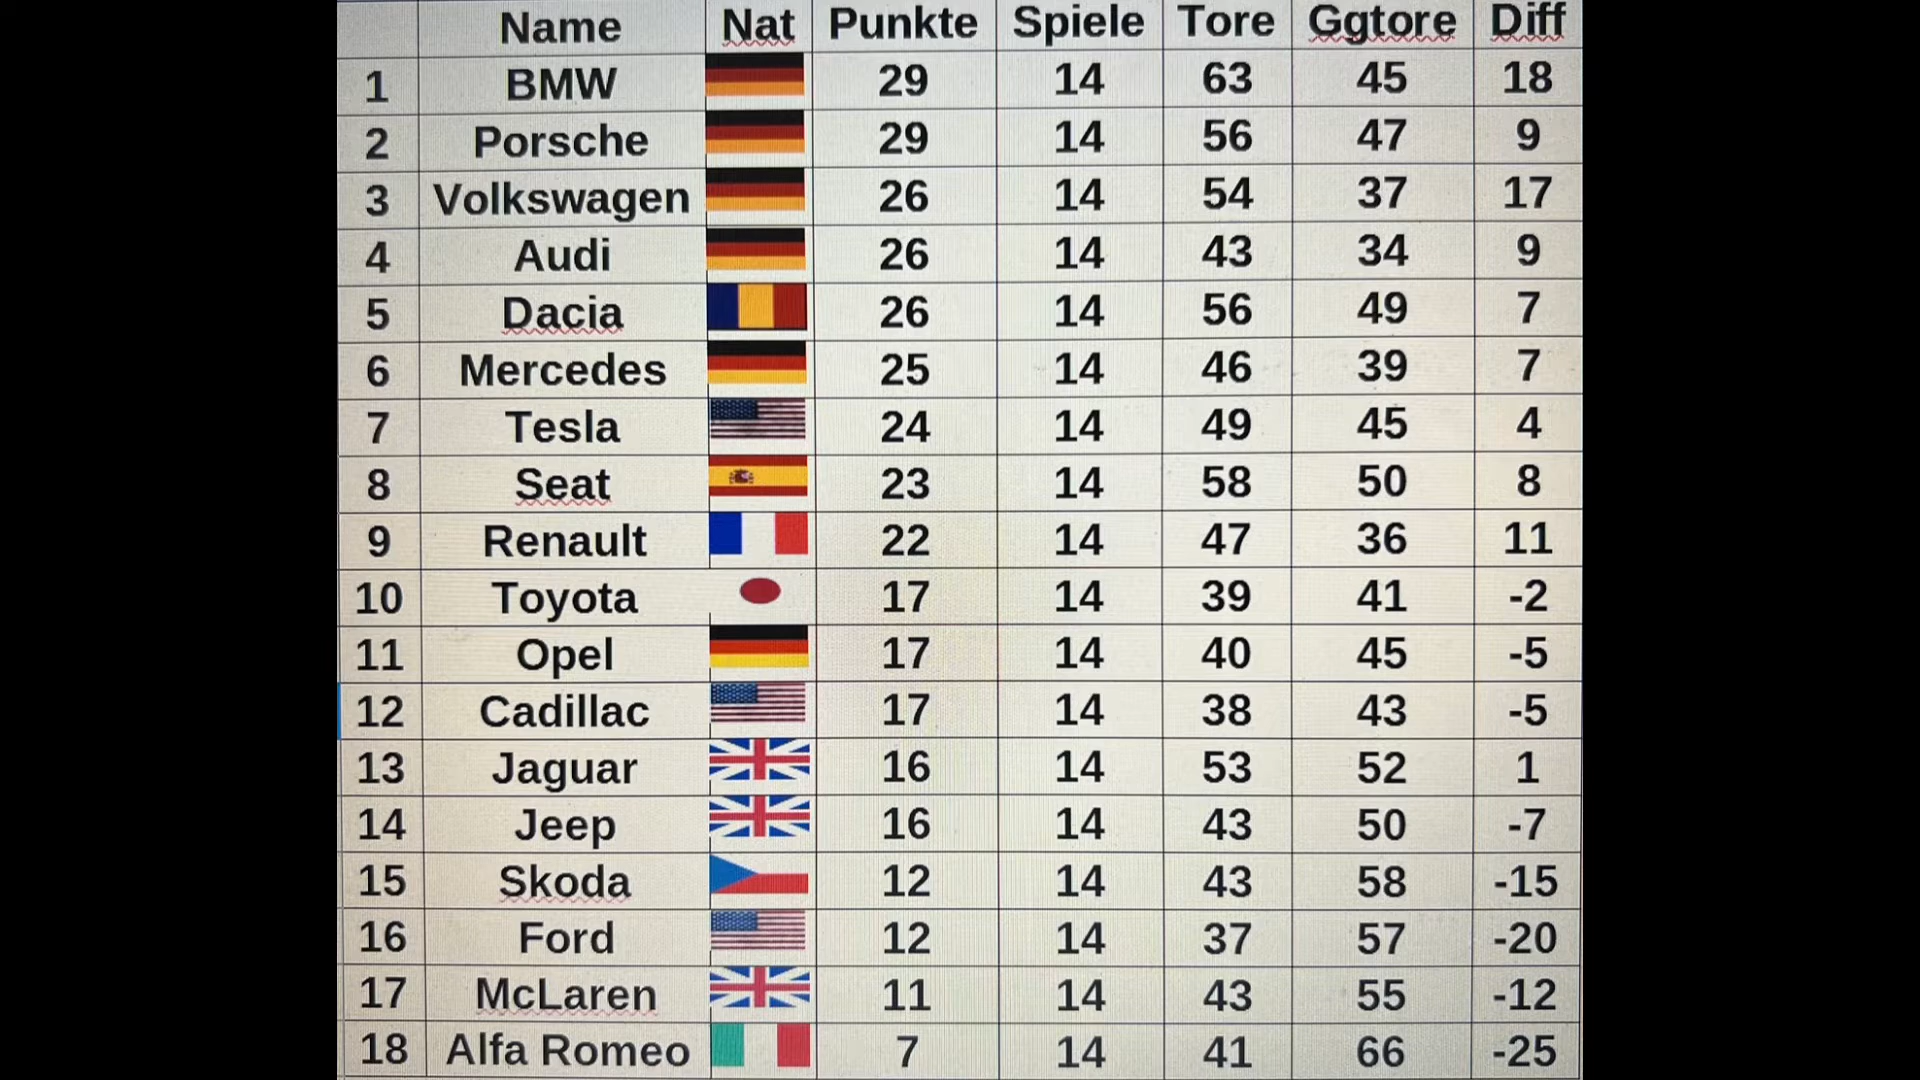 Name Nat Punkte Spiele Tore Ggtore Diff
1 BMW 29 14 63 45 18
2 Porsche 29 14 56 47 9
3 Volkswagen 26 14 54 37 17
4 Audi 26 14 43 34 9
5 Dacia 26 14 56 49 7
6 Mercedes 25 14 46 39 7
7 Tesla 24 14 49 45 4
8 Seat 23 14 58 50 8
9 Renault 22 14 47 36 11
10 Toyota 17 14 39 41 -2
11 Opel 17 14 40 45 -5
12 Cadillac 17 14 38 43 -5
13 Jaguar 16 14 53 52 1
14 Jeep 16 14 43 50 -7
15 Skoda 12 14 43 58 -15
16 Ford 12 14 37 57 -20
17 McLaren 11 14 43 55 -12
18 Alfa Romeo 7 14 41 66 -25